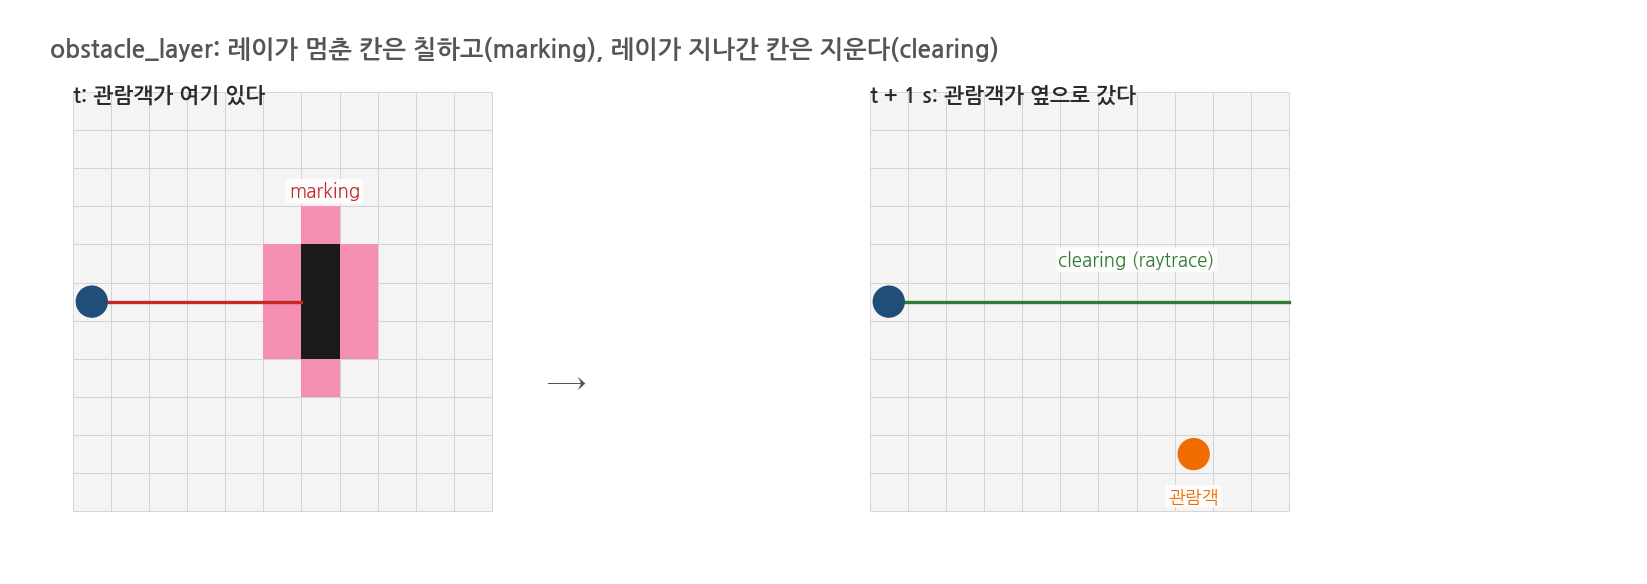 obstacle_layer: 레이가 멈춘 칸은 칠하고(marking), 레이가 지나간 칸은 지운다(clearing)
t: 관람객가 여기 있다
t + 1 s: 관람객가 옆으로 갔다
marking
clearing (raytrace)
관람객